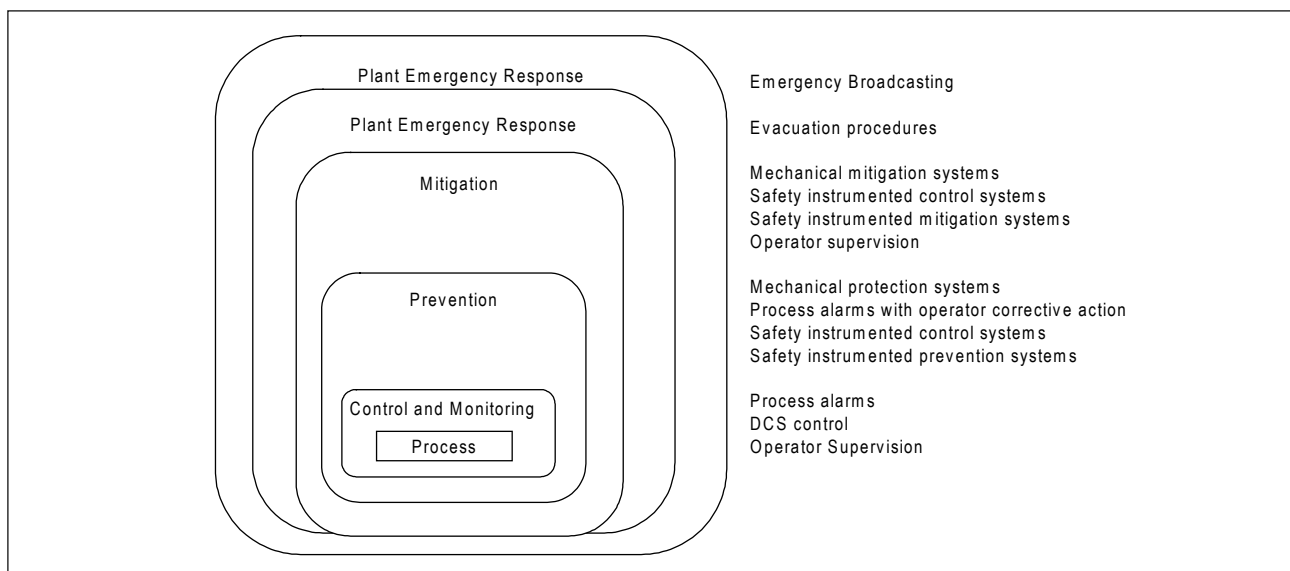 Plant Emergency Response
Emergency Broadcasting
Plant Emergency Response
Evacuation procedures
Mitigation
Mechanical mitigation systems
Safety instrumented control systems
Safety instrumented mitigation systems
Operator supervision
Prevention
Mechanical protection systems
Process alarms with operator corrective action
Safety instrumented control systems
Safety instrumented prevention systems
Control and Monitoring
Process
Process alarms
DCS control
Operator Supervision